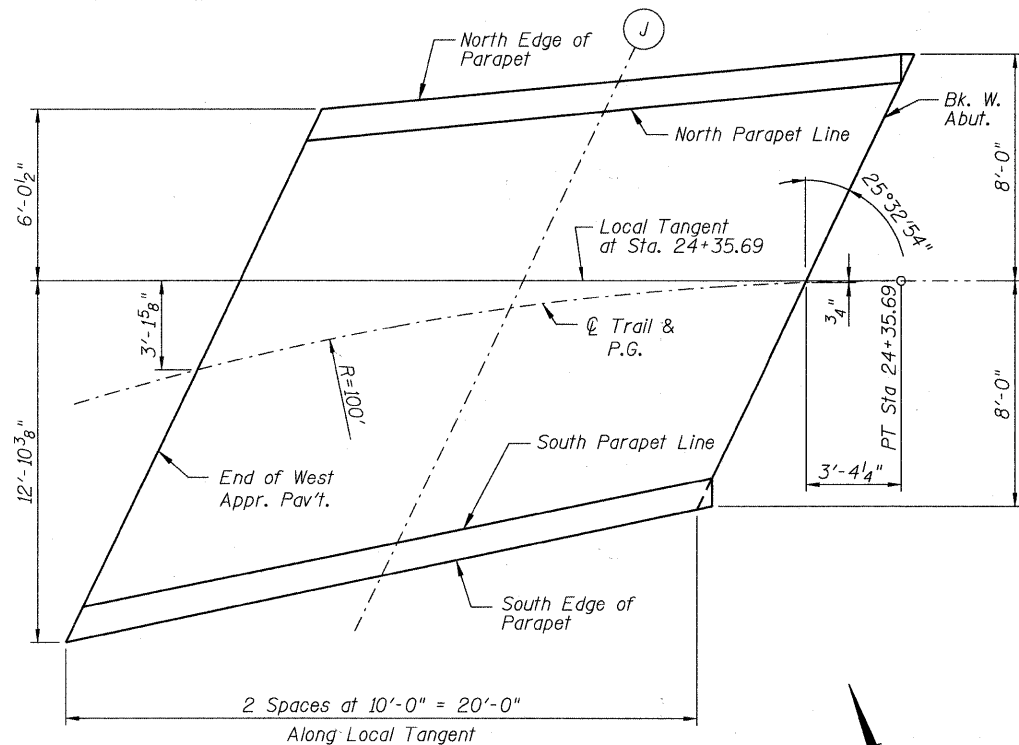 J
North Edge of
Parapet
Bk. W.
Abut.
North Parapet Line
6'-0½"
8'-0"
25°32'54"
Local Tangent
at Sta. 24+35.69
3'-1⅝"
¾"
℄ Trail &
P.G.
R=100'
PT Sta 24+35.69
12'-10⅜"
8'-0"
South Parapet Line
3'-4¼"
End of West
Appr. Pav't.
South Edge of
Parapet
2 Spaces at 10'-0" = 20'-0"
Along Local Tangent